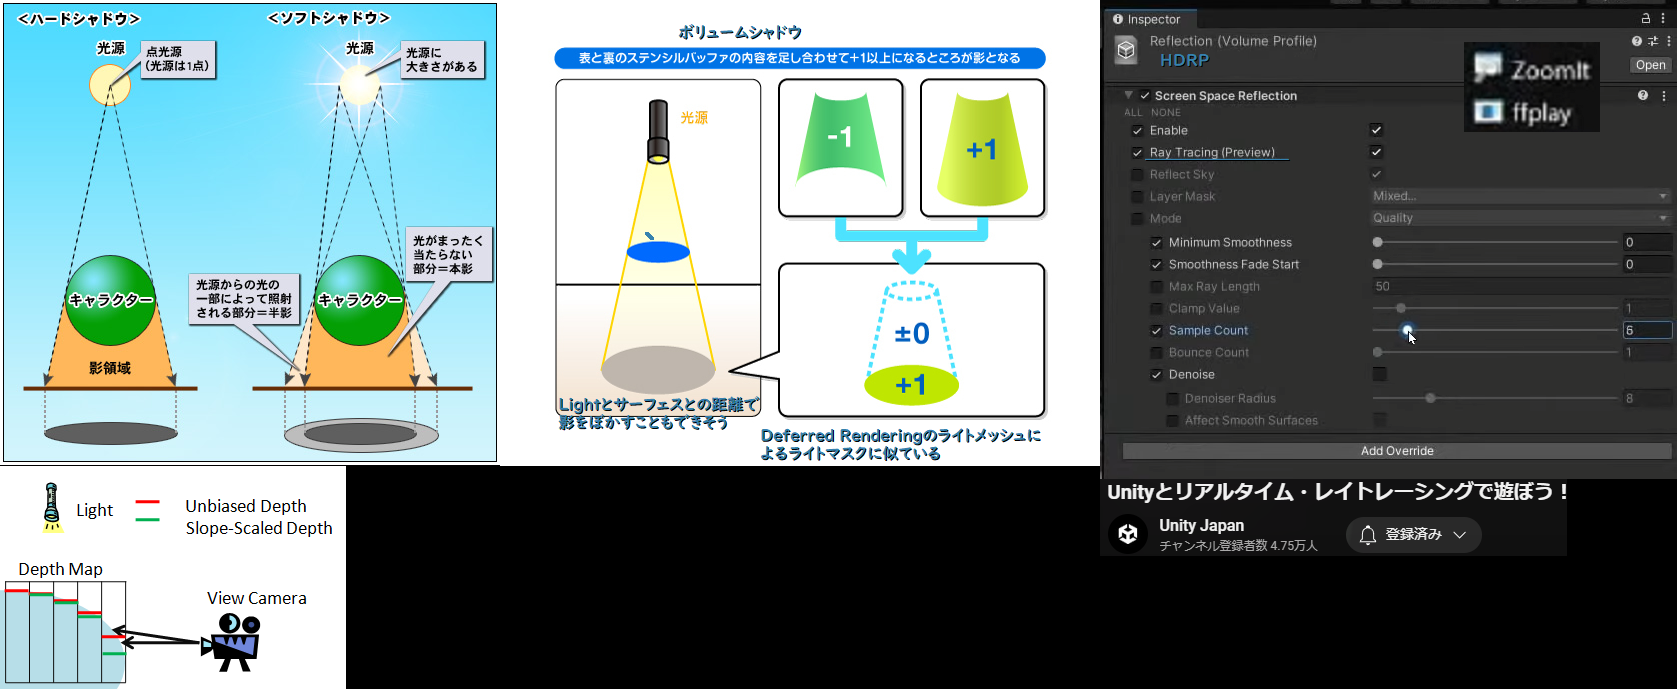 <ハードシャドウ>
光源
点光源
(光源は1点)
キャラクター
影領域
<ソフトシャドウ>
光源
光源に
大きさがある
光がまったく
当たらない
部分＝本影
光源からの光の
一部によって照射
される部分＝半影
キャラクター
ボリュームシャドウ
表と裏のステンシルバッファの内容を足し合わせて+1以上になるところが影となる
光源
-1
+1
±0
+1
Lightとサーフェスとの距離で
影をぼかすこともできそう
Deferred Renderingのライトメッシュに
よるライトマスクに似ている
Inspector
Reflection (Volume Profile)
HDRP
Open
ZoomIt
ffplay
Screen Space Reflection
ALL NONE
Enable
Ray Tracing (Preview)
Reflect Sky
Layer Mask Mixed...
Mode Quality
Minimum Smoothness 0
Smoothness Fade Start 0
Max Ray Length 50
Clamp Value 1
Sample Count 6
Bounce Count 1
Denoise
Denoiser Radius 8
Affect Smooth Surfaces
Add Override
Unityとリアルタイム・レイトレーシングで遊ぼう！
Unity Japan
チャンネル登録者数 4.75万人
登録済み
Light
Unbiased Depth
Slope-Scaled Depth
Depth Map
View Camera